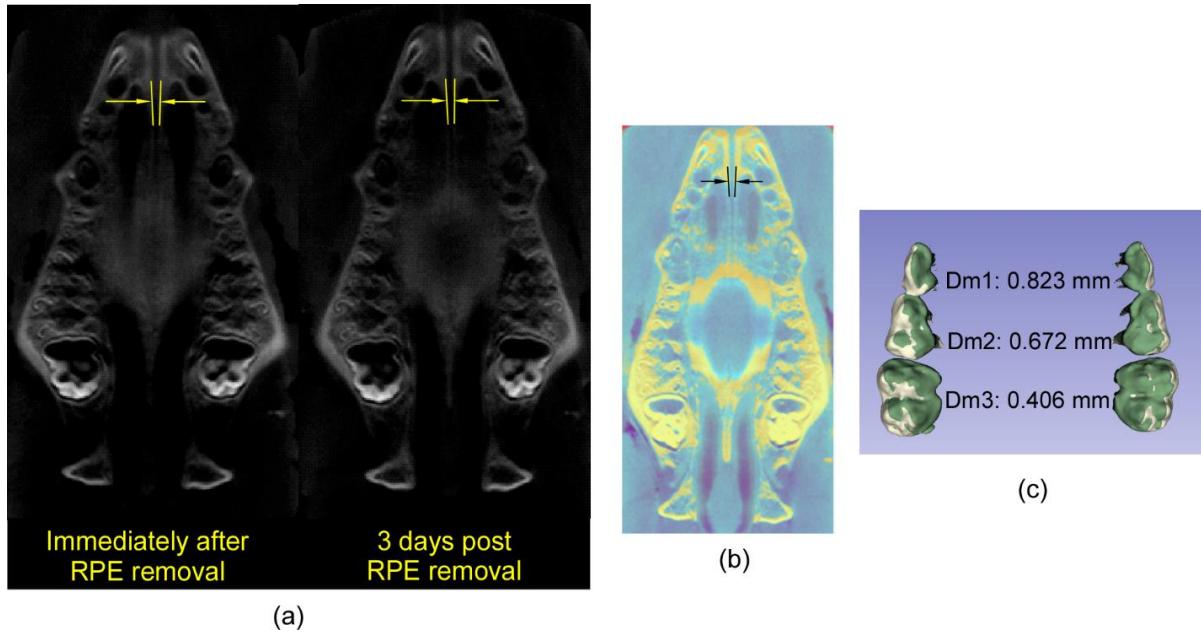 Immediately after
RPE removal
3 days post
RPE removal
(a)
(b)
Dm1: 0.823 mm
Dm2: 0.672 mm
Dm3: 0.406 mm
(c)